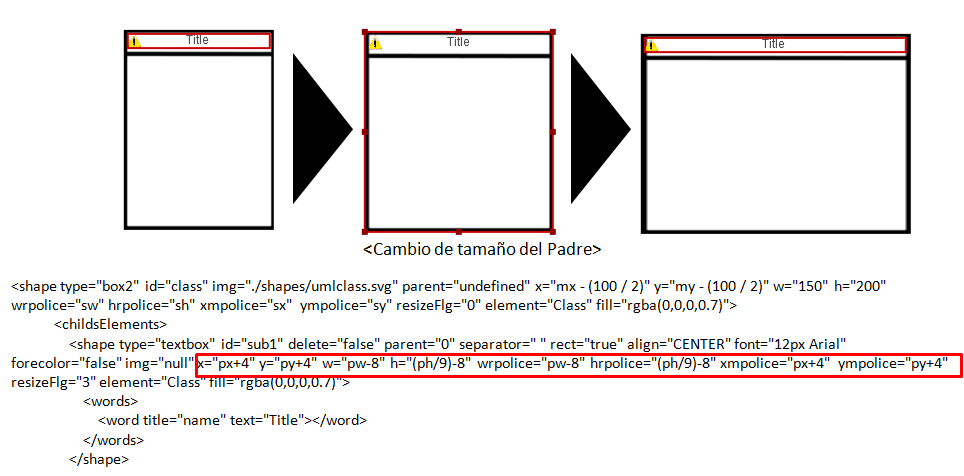 Title
Title
Title
<Cambio de tamaño del Padre>
<shape type="box2" id="class" img="./shapes/umlclass.svg" parent="undefined" x="mx - (100 / 2)" y="my - (100 / 2)" w="150" h="200"
wrpolice="sw" hrpolice="sh" xmpolice="sx" ympolice="sy" resizeFlg="0" element="Class" fill="rgba(0,0,0,0.7)">
<childsElements>
<shape type="textbox" id="sub1" delete="false" parent="0" separator=" " rect="true" align="CENTER" font="12px Arial"
forecolor="false" img="null" x="px+4" y="py+4" w="pw-8" h="(ph/9)-8" wrpolice="pw-8" hrpolice="(ph/9)-8" xmpolice="px+4" ympolice="py+4"
resizeFlg="3" element="Class" fill="rgba(0,0,0,0.7)">
<words>
<word title="name" text="Title"></word>
</words>
</shape>